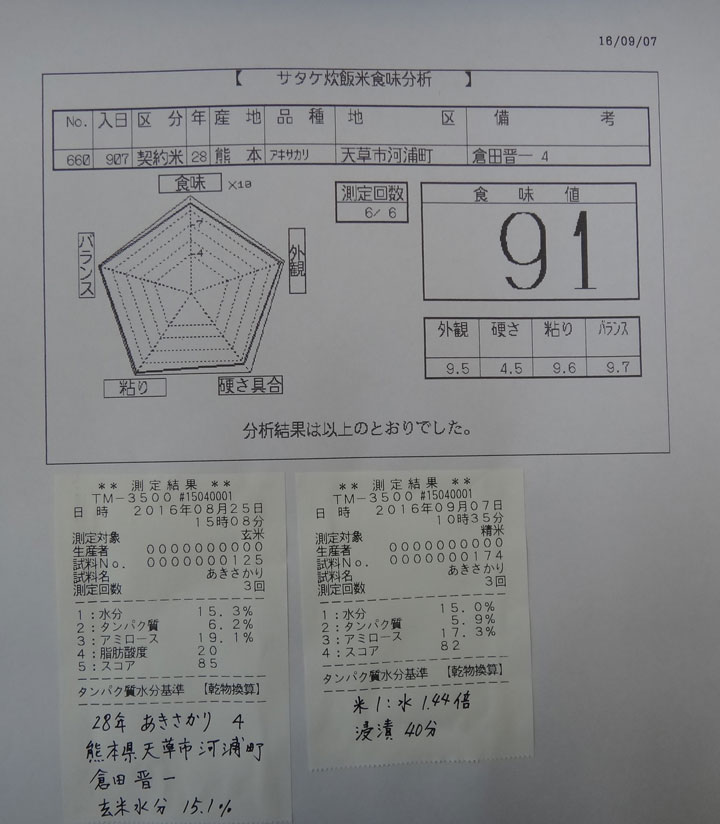 16/09/07
【 サタケ炊飯米食味分析 】
No. 入日 区分 年 産地 品種 地区 備考
660 907 契約米 28 熊本 アキサカリ 天草市河浦町 倉田晋一 4
食味 ×10
7
4
外観
硬さ具合
粘り
バランス
測定回数
6/ 6
食味値
91
外観 硬さ 粘り バランス
9.5 4.5 9.6 9.7
分析結果は以上のとおりでした。
** 測定結果 **
TM-3500 #15040001
日時 2016年08月25日
15時08分
測定対象 玄米
生産者 0000000000
試料No. 0000000125
試料名 あきさかり
測定回数 3回
1:水分 15.3%
2:タンパク質 6.2%
3:アミロース 19.1%
4:脂肪酸度 20
5:スコア 85
タンパク質水分基準 【乾物換算】
28年 あきさかり 4
熊本県天草市河浦町
倉田晋一
玄米水分 15.1%
** 測定結果 **
TM-3500 #15040001
日時 2016年09月07日
10時35分
測定対象 精米
生産者 0000000000
試料No. 0000000174
試料名 あきさかり
測定回数 3回
1:水分 15.0%
2:タンパク質 5.9%
3:アミロース 17.3%
4:スコア 82
タンパク質水分基準 【乾物換算】
米1:水1.44倍
浸漬 40分